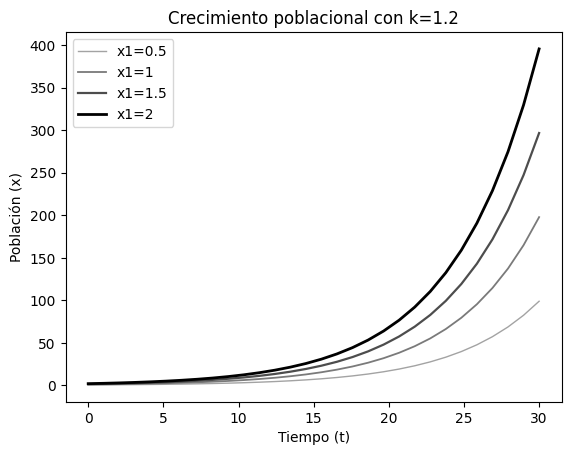 Crecimiento poblacional con k=1.2
x1=0.5
x1=1
x1=1.5
x1=2
Población (x)
400
350
300
250
200
150
100
50
0
0 5 10 15 20 25 30
Tiempo (t)